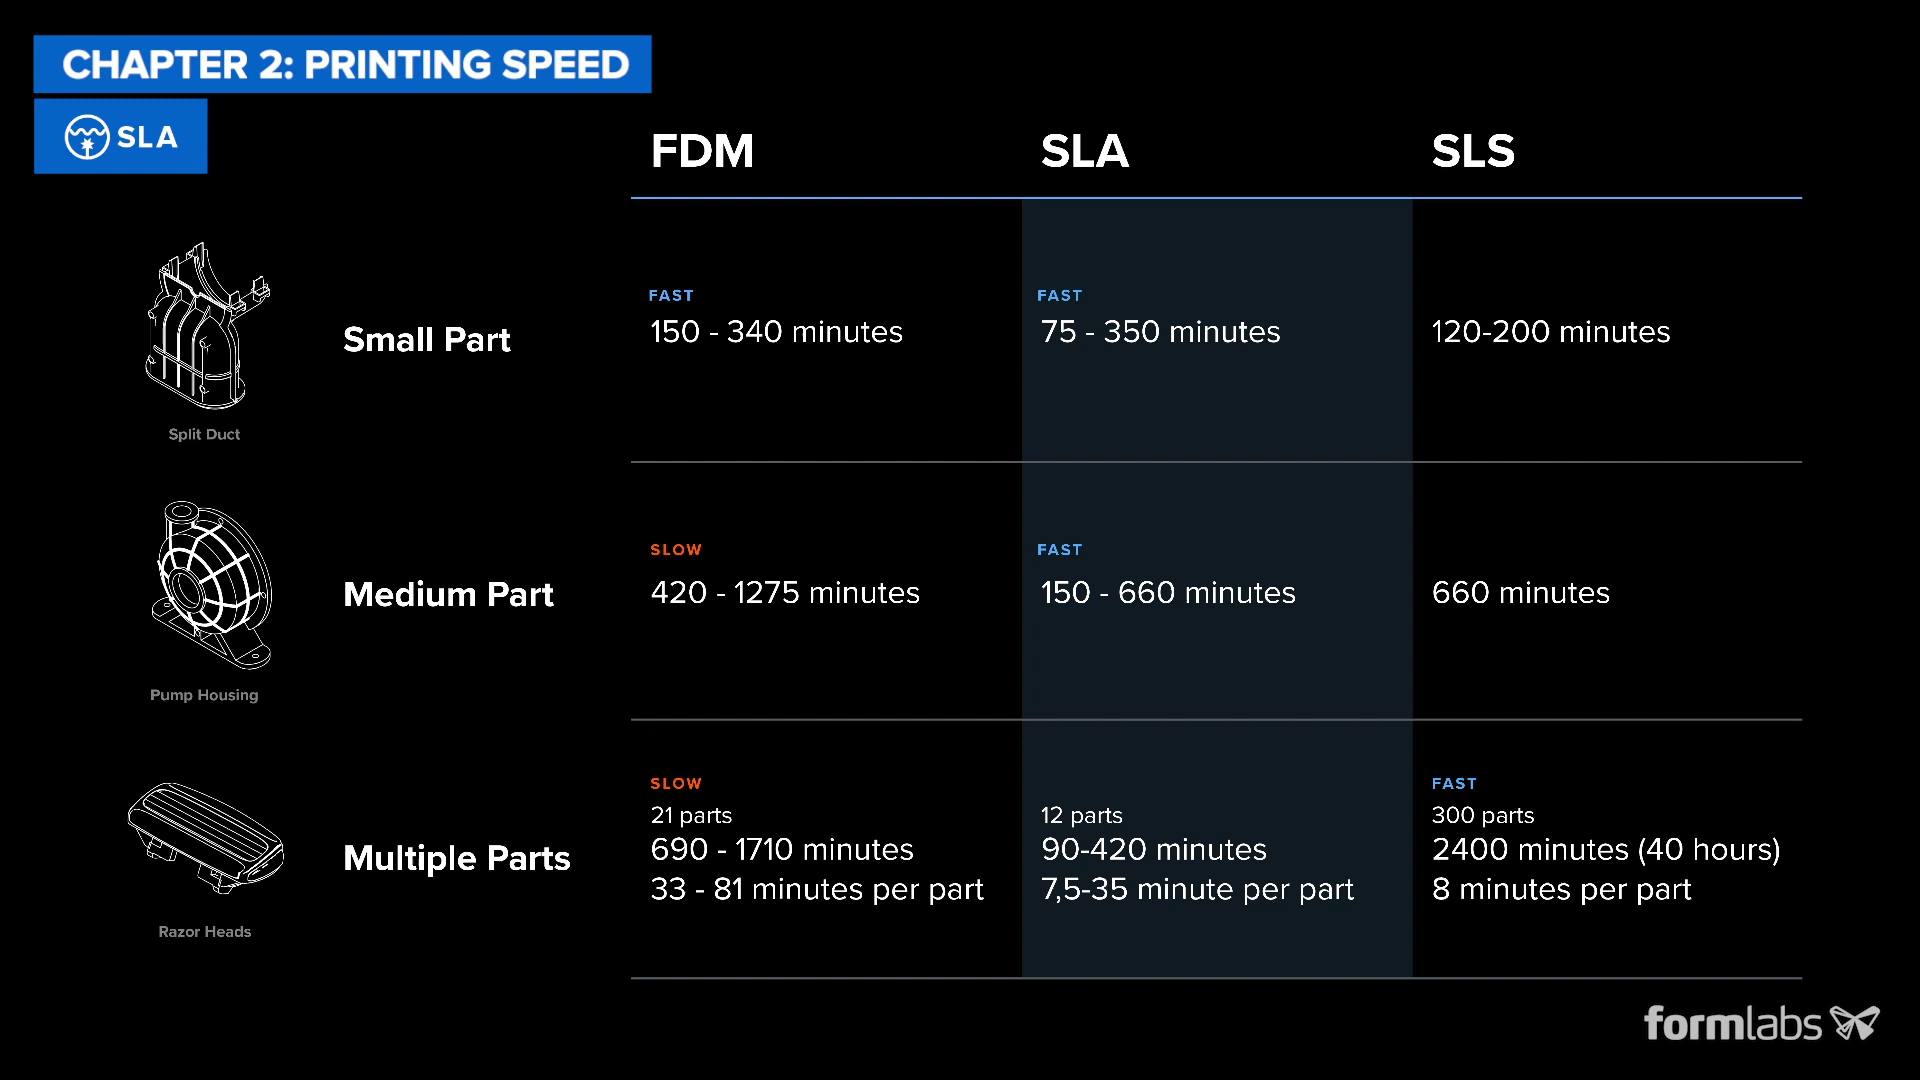 CHAPTER 2: PRINTING SPEED
SLA
FDM SLA SLS
FAST FAST
Small Part 150 - 340 minutes 75 - 350 minutes 120-200 minutes
Split Duct
SLOW FAST
Medium Part 420 - 1275 minutes 150 - 660 minutes 660 minutes
Pump Housing
SLOW FAST
21 parts 12 parts 300 parts
690 - 1710 minutes 90-420 minutes 2400 minutes (40 hours)
Multiple Parts
33 - 81 minutes per part 7,5-35 minute per part 8 minutes per part
Razor Heads
formlabs